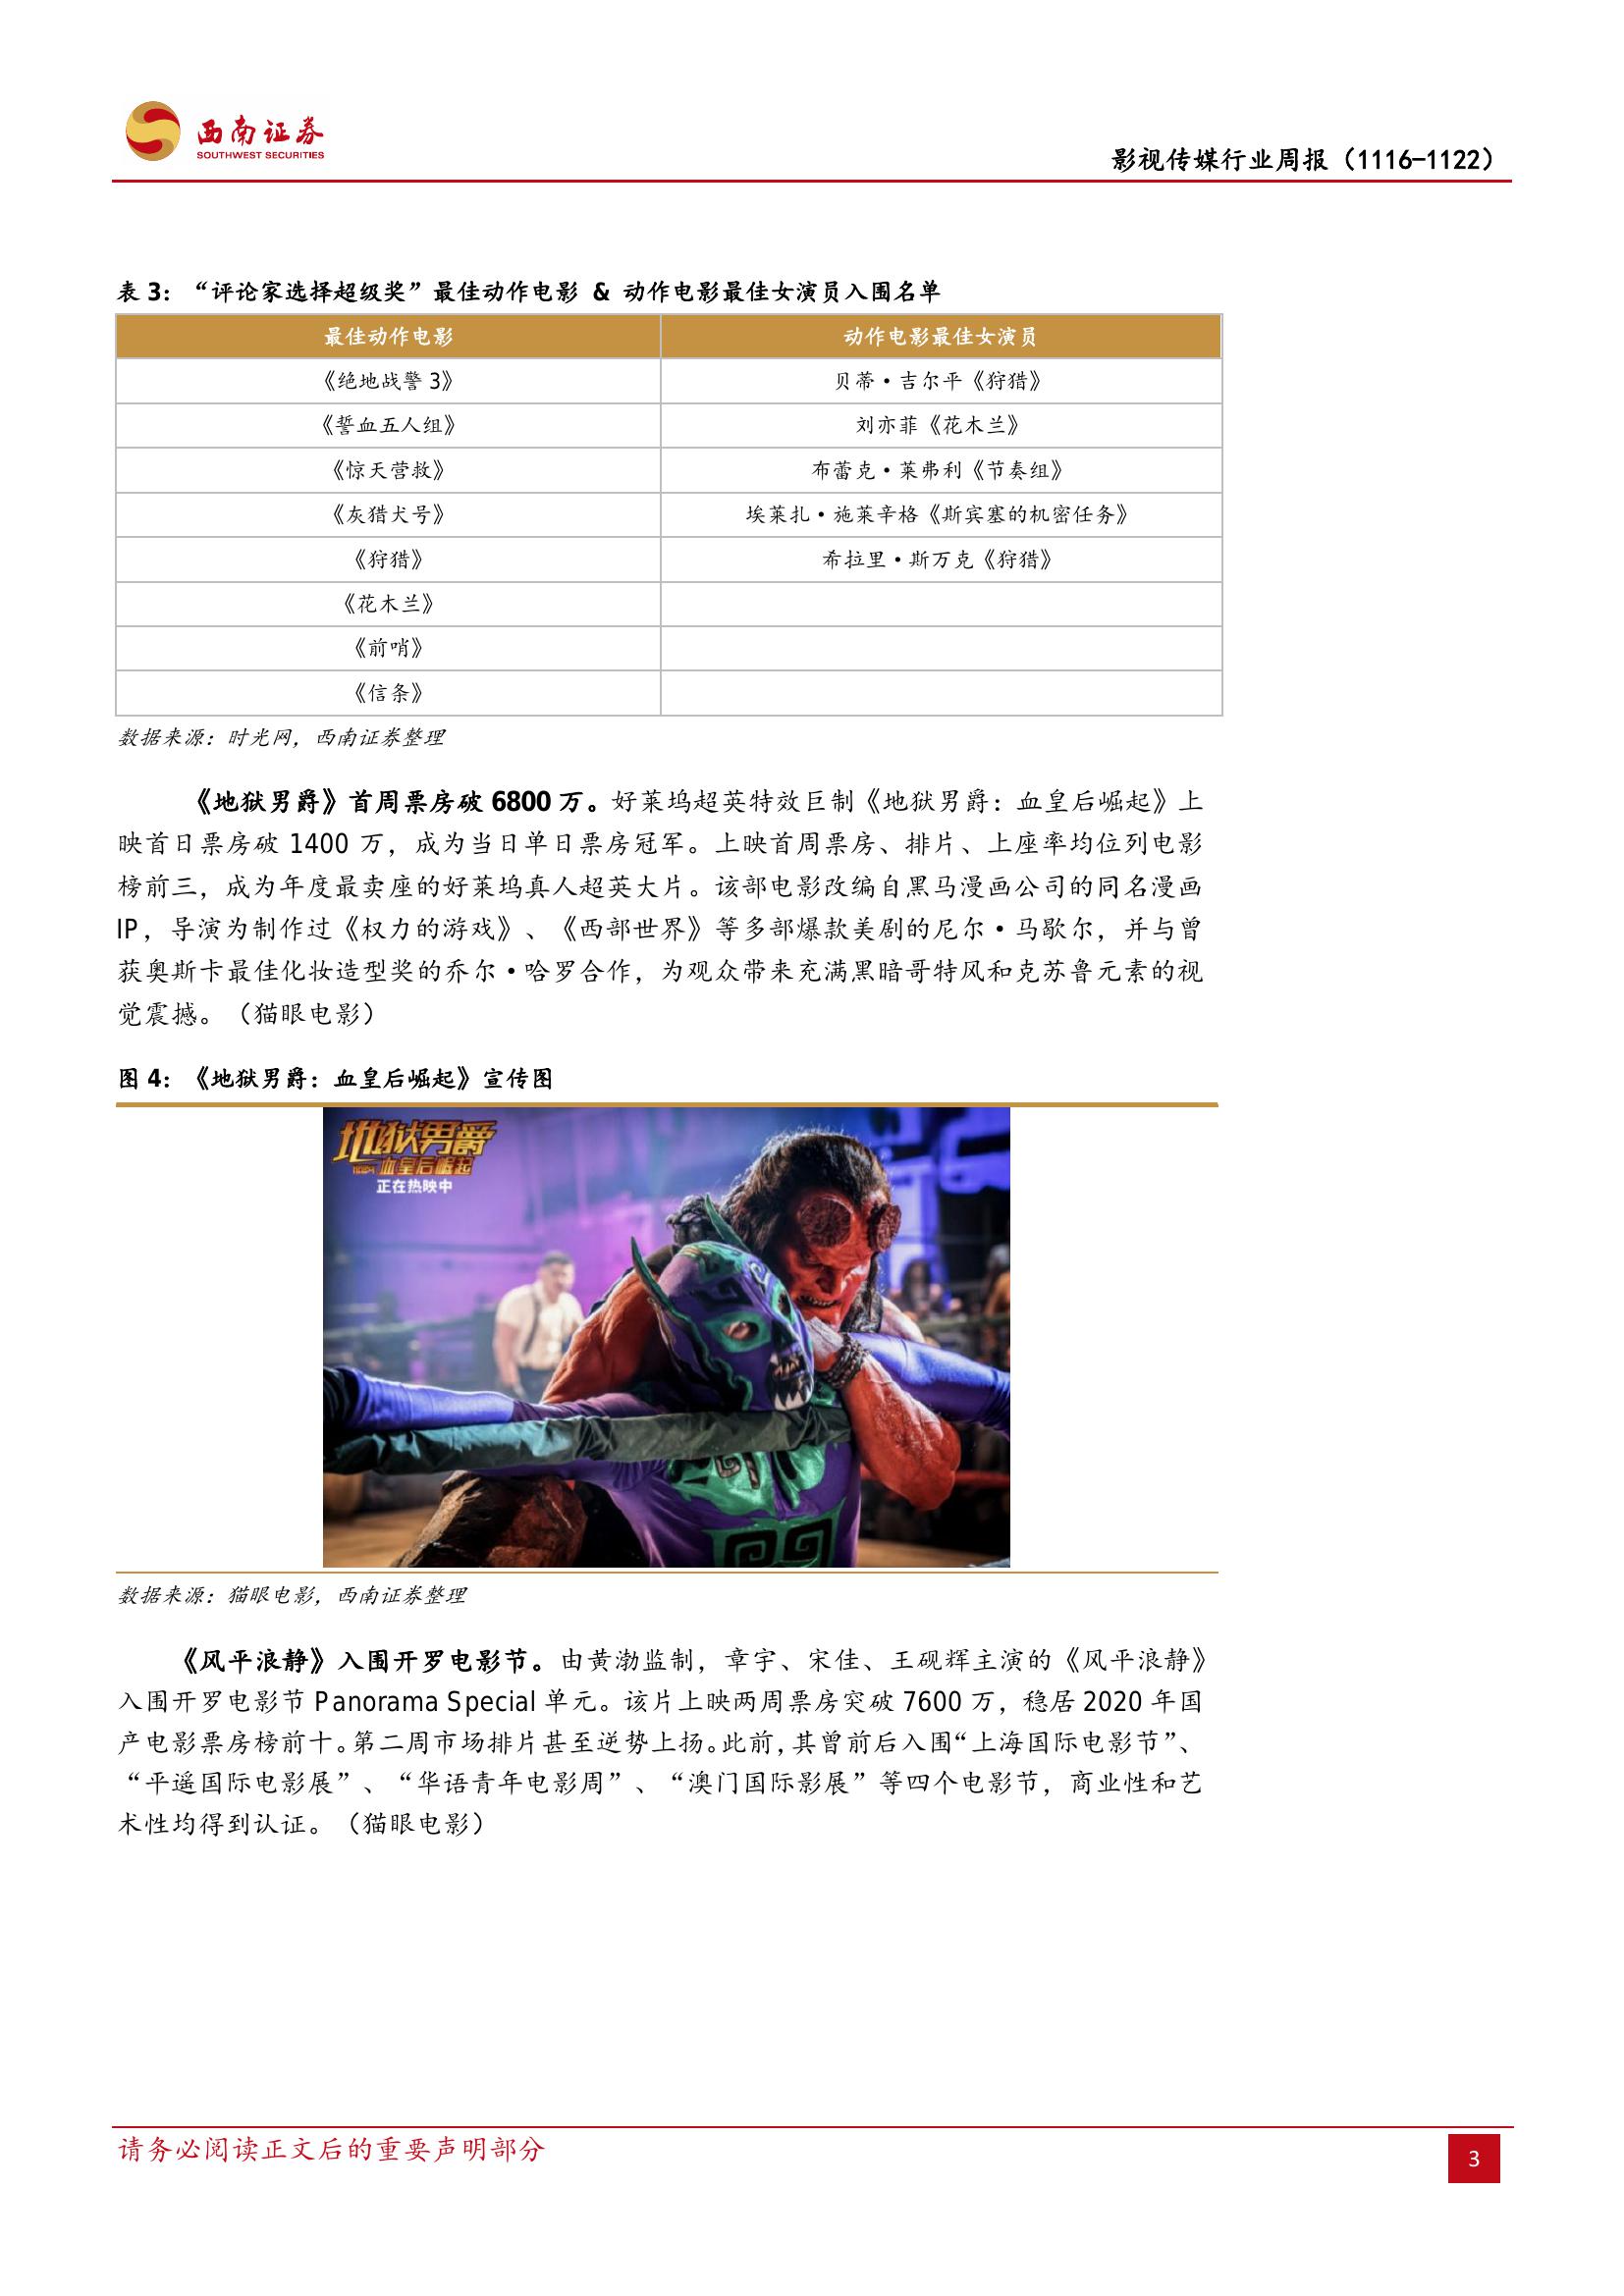 西南证券
SOUTHWEST SECURITIES
影视传媒行业周报（1116-1122）
表 3：“评论家选择超级奖”最佳动作电影 & 动作电影最佳女演员入围名单
最佳动作电影 动作电影最佳女演员
《绝地战警 3》 贝蒂·吉尔平《狩猎》
《誓血五人组》 刘亦菲《花木兰》
《惊天营救》 布蕾克·莱弗利《节奏组》
《灰猎犬号》 埃莱扎·施莱辛格《斯宾塞的机密任务》
《狩猎》 希拉里·斯万克《狩猎》
《花木兰》
《前哨》
《信条》
数据来源：时光网，西南证券整理
《地狱男爵》首周票房破 6800 万。好莱坞超英特效巨制《地狱男爵：血皇后崛起》上
映首日票房破 1400 万，成为当日单日票房冠军。上映首周票房、排片、上座率均位列电影
榜前三，成为年度最卖座的好莱坞真人超英大片。该部电影改编自黑马漫画公司的同名漫画
IP，导演为制作过《权力的游戏》、《西部世界》等多部爆款美剧的尼尔·马歇尔，并与曾
获奥斯卡最佳化妆造型奖的乔尔·哈罗合作，为观众带来充满黑暗哥特风和克苏鲁元素的视
觉震撼。（猫眼电影）
图 4：《地狱男爵：血皇后崛起》宣传图
地狱男爵
血皇后崛起
正在热映中
数据来源：猫眼电影，西南证券整理
《风平浪静》入围开罗电影节。由黄渤监制，章宇、宋佳、王砚辉主演的《风平浪静》
入围开罗电影节 Panorama Special 单元。该片上映两周票房突破 7600 万，稳居 2020 年国
产电影票房榜前十。第二周市场排片甚至逆势上扬。此前，其曾前后入围“上海国际电影节”、
“平遥国际电影展”、“华语青年电影周”、“澳门国际影展”等四个电影节，商业性和艺
术性均得到认证。（猫眼电影）
请务必阅读正文后的重要声明部分
3